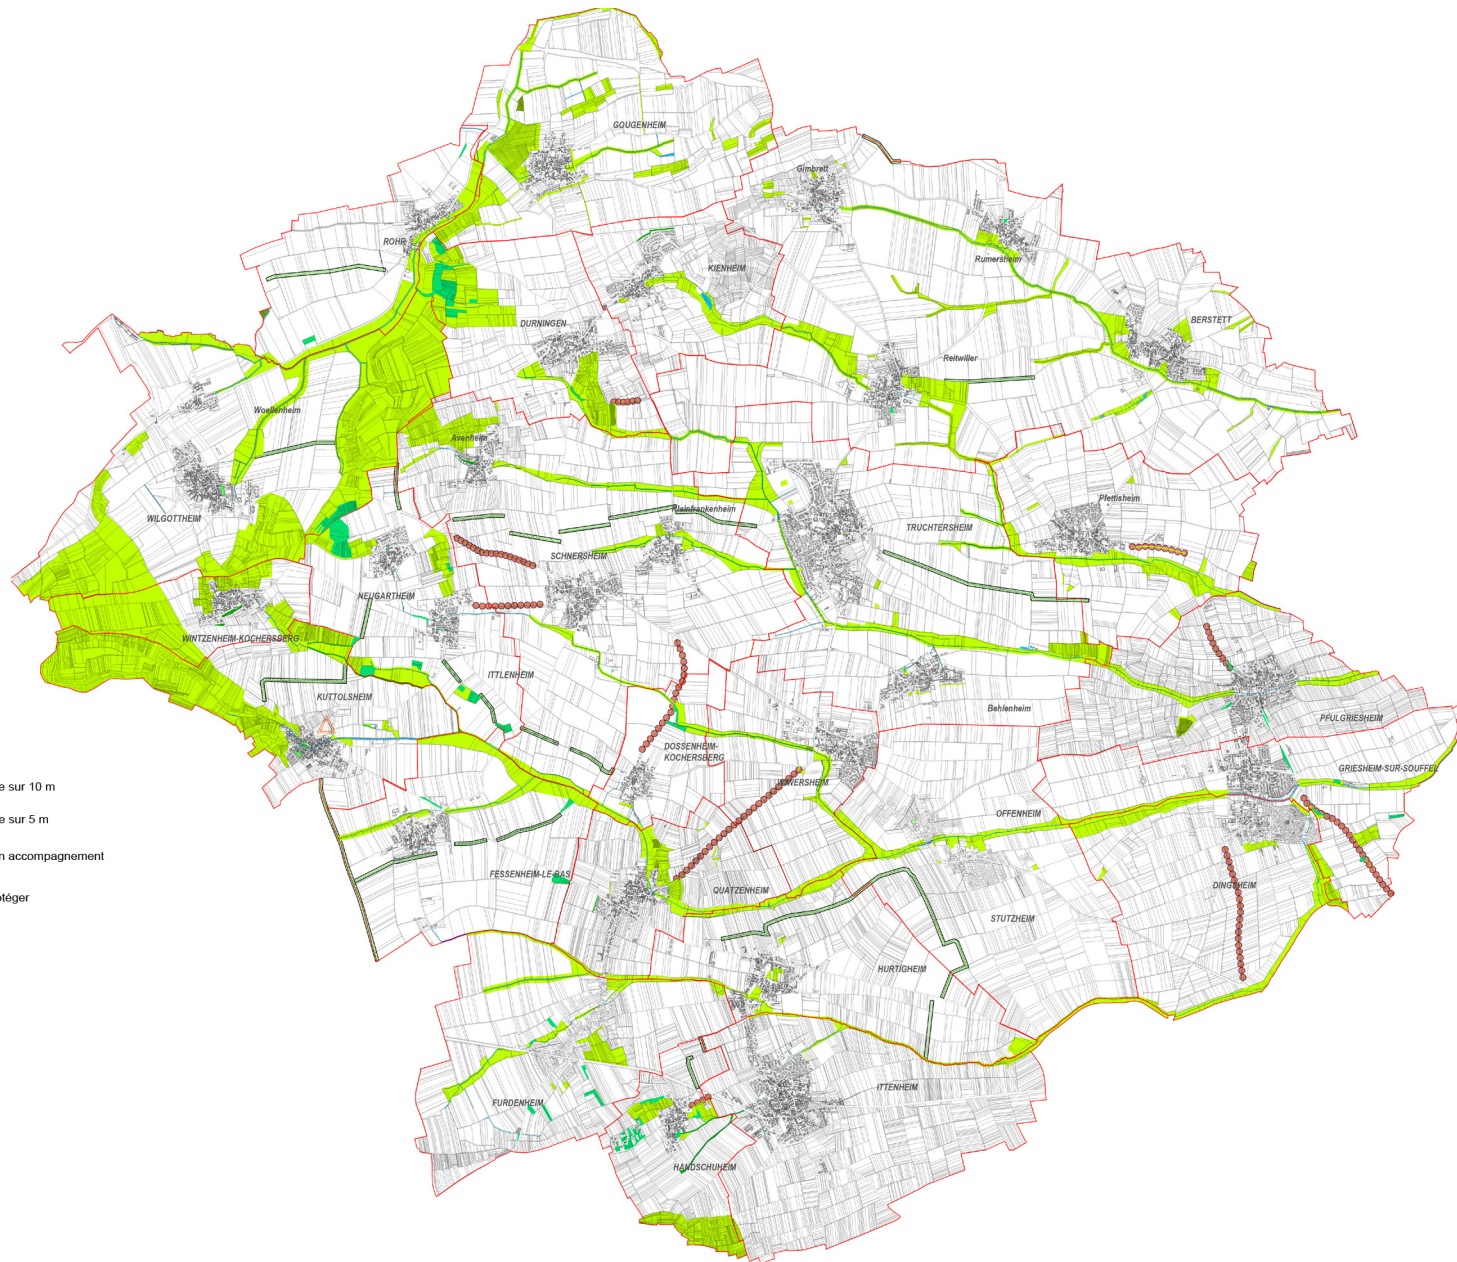 GOUGENHEIM
Gimbrett
ROHR
Rumersheim
KIENHEIM
DURNINGEN
BERSTETT
Reitwiller
Woellenheim
Avenheim
Pfettisheim
Kleinfrankenheim
WILGOTTHEIM
TRUCHTERSHEIM
SCHNERSHEIM
NEUGARTHEIM
WINTZENHEIM-KOCHERSBERG
ITTLENHEIM
KUTTOLSHEIM
Behlenheim
PFULGRIESHEIM
DOSSENHEIM-
KOCHERSBERG
GRIESHEIM-SUR-SOUFFEL
WIWERSHEIM
e sur 10 m
OFFENHEIM
e sur 5 m
n accompagnement
FESSENHEIM-LE-BAS
DINGSHEIM
QUATZENHEIM
otéger
STUTZHEIM
HURTIGHEIM
ITTENHEIM
FURDENHEIM
HANDSCHUHEIM